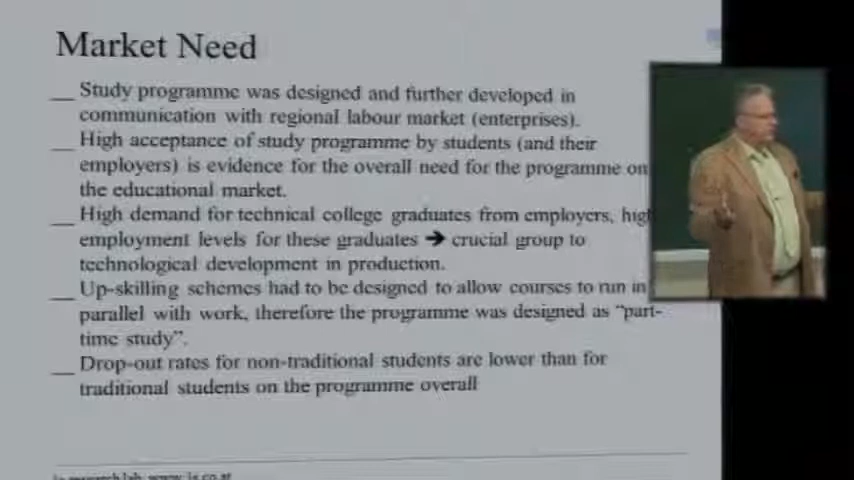 Market Need
Study programme was designed and further developed in
communication with regional labour market (enterprises).
High acceptance of study programme by students (and their
employers) is evidence for the overall need for the programme on
the educational market.
High demand for technical college graduates from employers, high
employment levels for these graduates ➔ crucial group to
technological development in production.
Up-skilling schemes had to be designed to allow courses to run in
parallel with work, therefore the programme was designed as “part-
time study”.
Drop-out rates for non-traditional students are lower than for
traditional students on the programme overall